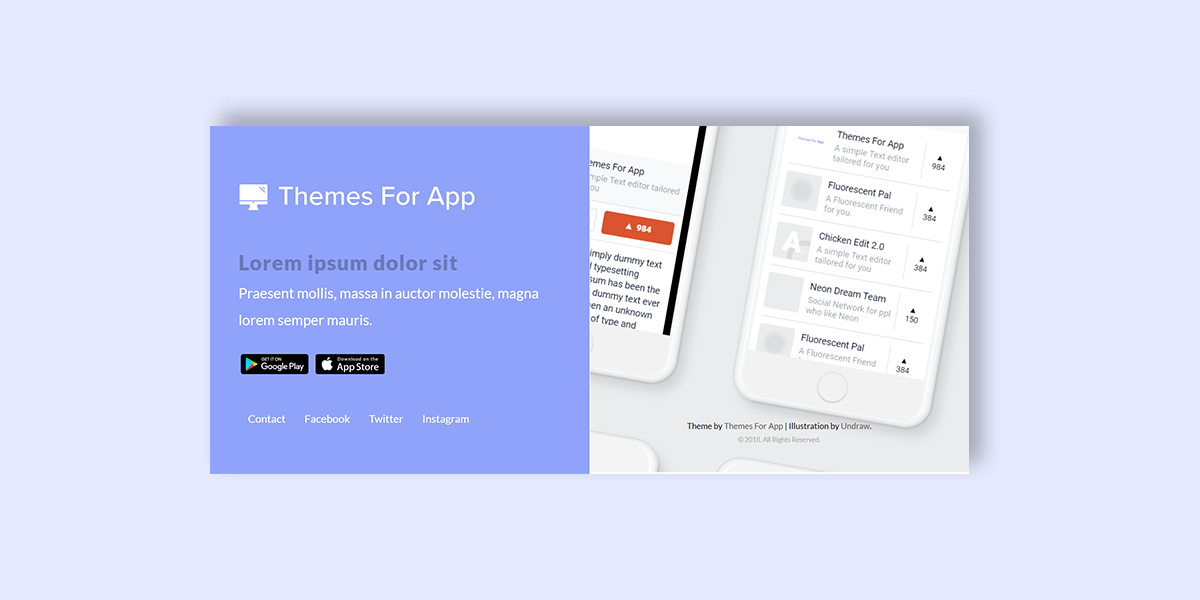 Themes For App
Lorem ipsum dolor sit
Praesent mollis, massa in auctor molestie, magna
lorem semper mauris.
GET IT ON
Google Play
Download on the
App Store
Contact Facebook Twitter Instagram
emes For App
mple Text editor tailored
ou
▲ 984
imply dummy text
typesetting
sum has been the
dummy text ever
en an unknown
of type and
Themes For App
Themes For App
A simple Text editor
tailored for you
▲
984
Fluorescent Pal
A Fluorescent Friend
for you.
▲
384
A
Chicken Edit 2.0
A simple Text editor
tailored for you
▲
384
Neon Dream Team
Social Network for ppl
who like Neon
▲
150
Fluorescent Pal
A Fluorescent Friend
▲
384
Theme by Themes For App | Illustration by Undraw.
© 2018. All Rights Reserved.